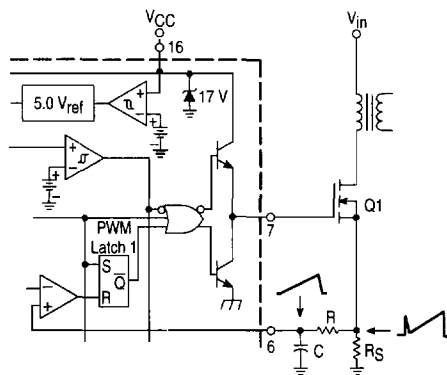 VCC
Vin
16
5.0 Vref
+
−
17 V
+
−
+
−
+
−
Q1
7
PWM
Latch 1
S
Q
R
−
+
6
R
C
RS